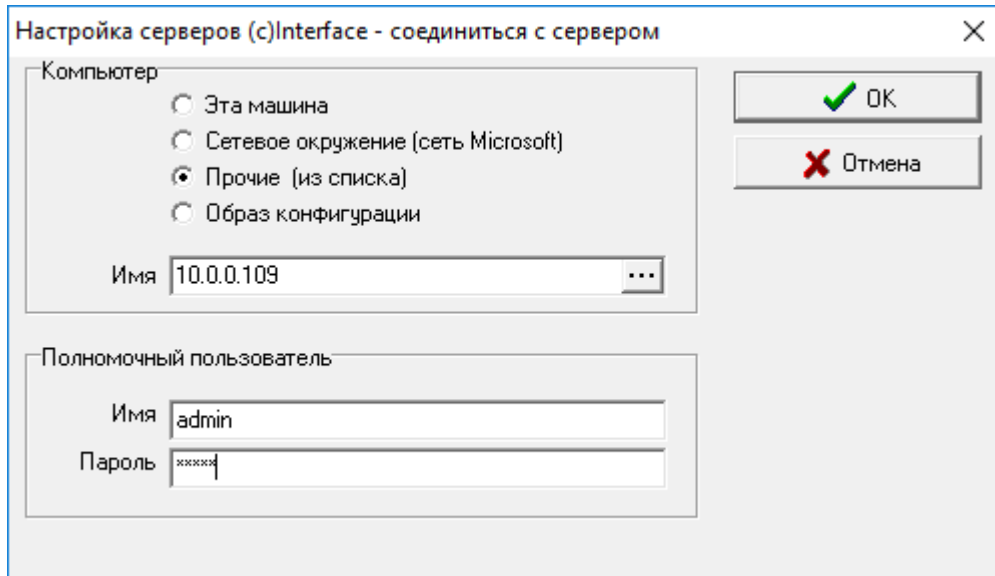 Настройка серверов (c)Interface - соединиться с сервером
Компьютер
Эта машина
Сетевое окружение (сеть Microsoft)
Прочие (из списка)
Образ конфигурации
Имя 10.0.0.109 ...
OK
Отмена
Полномочный пользователь
Имя admin
Пароль *****